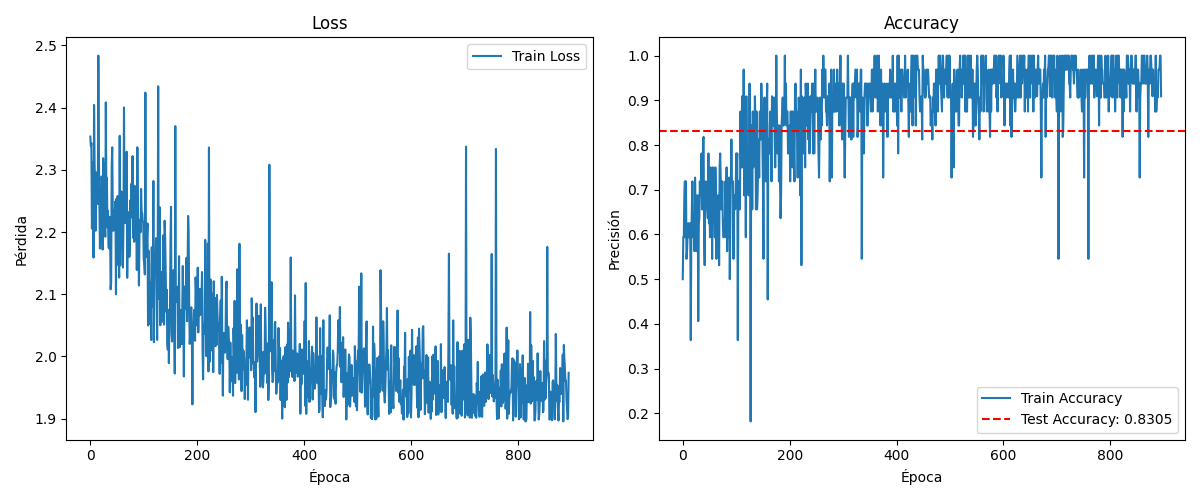 Loss
Accuracy
2.5
2.4
2.3
2.2
2.1
2.0
1.9
Pérdida
0
200
400
600
800
Época
Train Loss
1.0
0.9
0.8
0.7
0.6
0.5
0.4
0.3
0.2
Precisión
0
200
400
600
800
Época
Train Accuracy
Test Accuracy: 0.8305